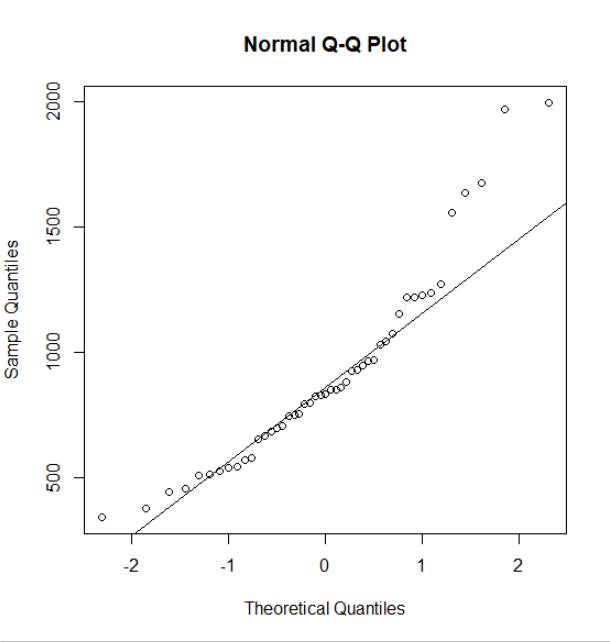 Normal Q-Q Plot
2000
1500
1000
500
Sample Quantiles
-2 -1 0 1 2
Theoretical Quantiles